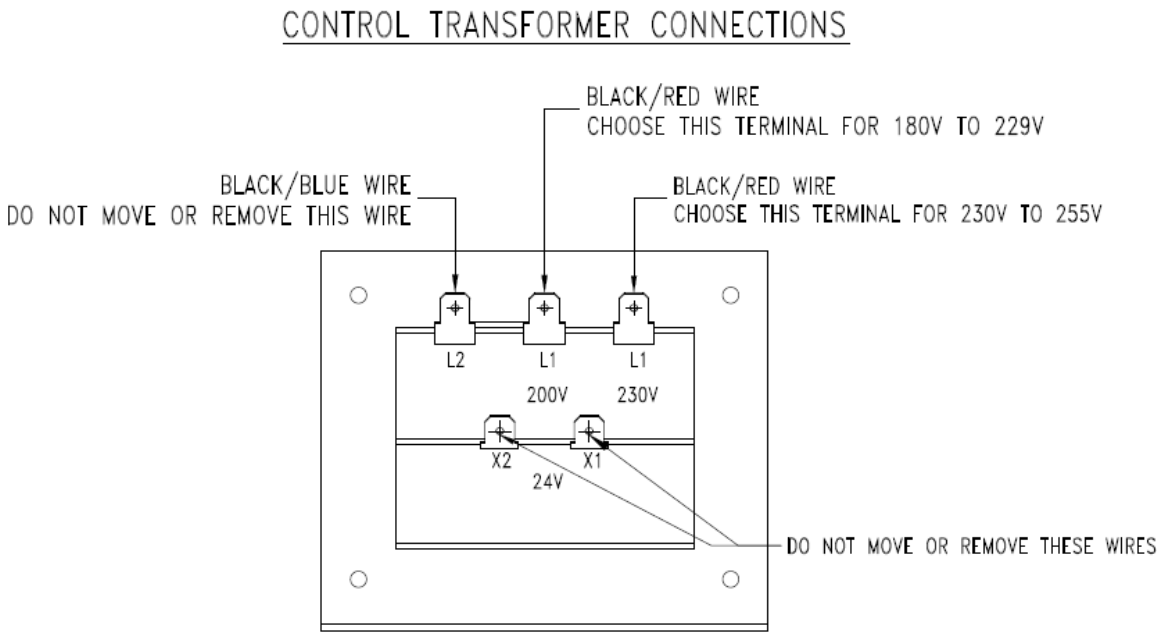 CONTROL TRANSFORMER CONNECTIONS
BLACK/RED WIRE
CHOOSE THIS TERMINAL FOR 180V TO 229V
BLACK/BLUE WIRE
DO NOT MOVE OR REMOVE THIS WIRE
BLACK/RED WIRE
CHOOSE THIS TERMINAL FOR 230V TO 255V
L2
L1
L1
200V
230V
X2
X1
24V
DO NOT MOVE OR REMOVE THESE WIRES